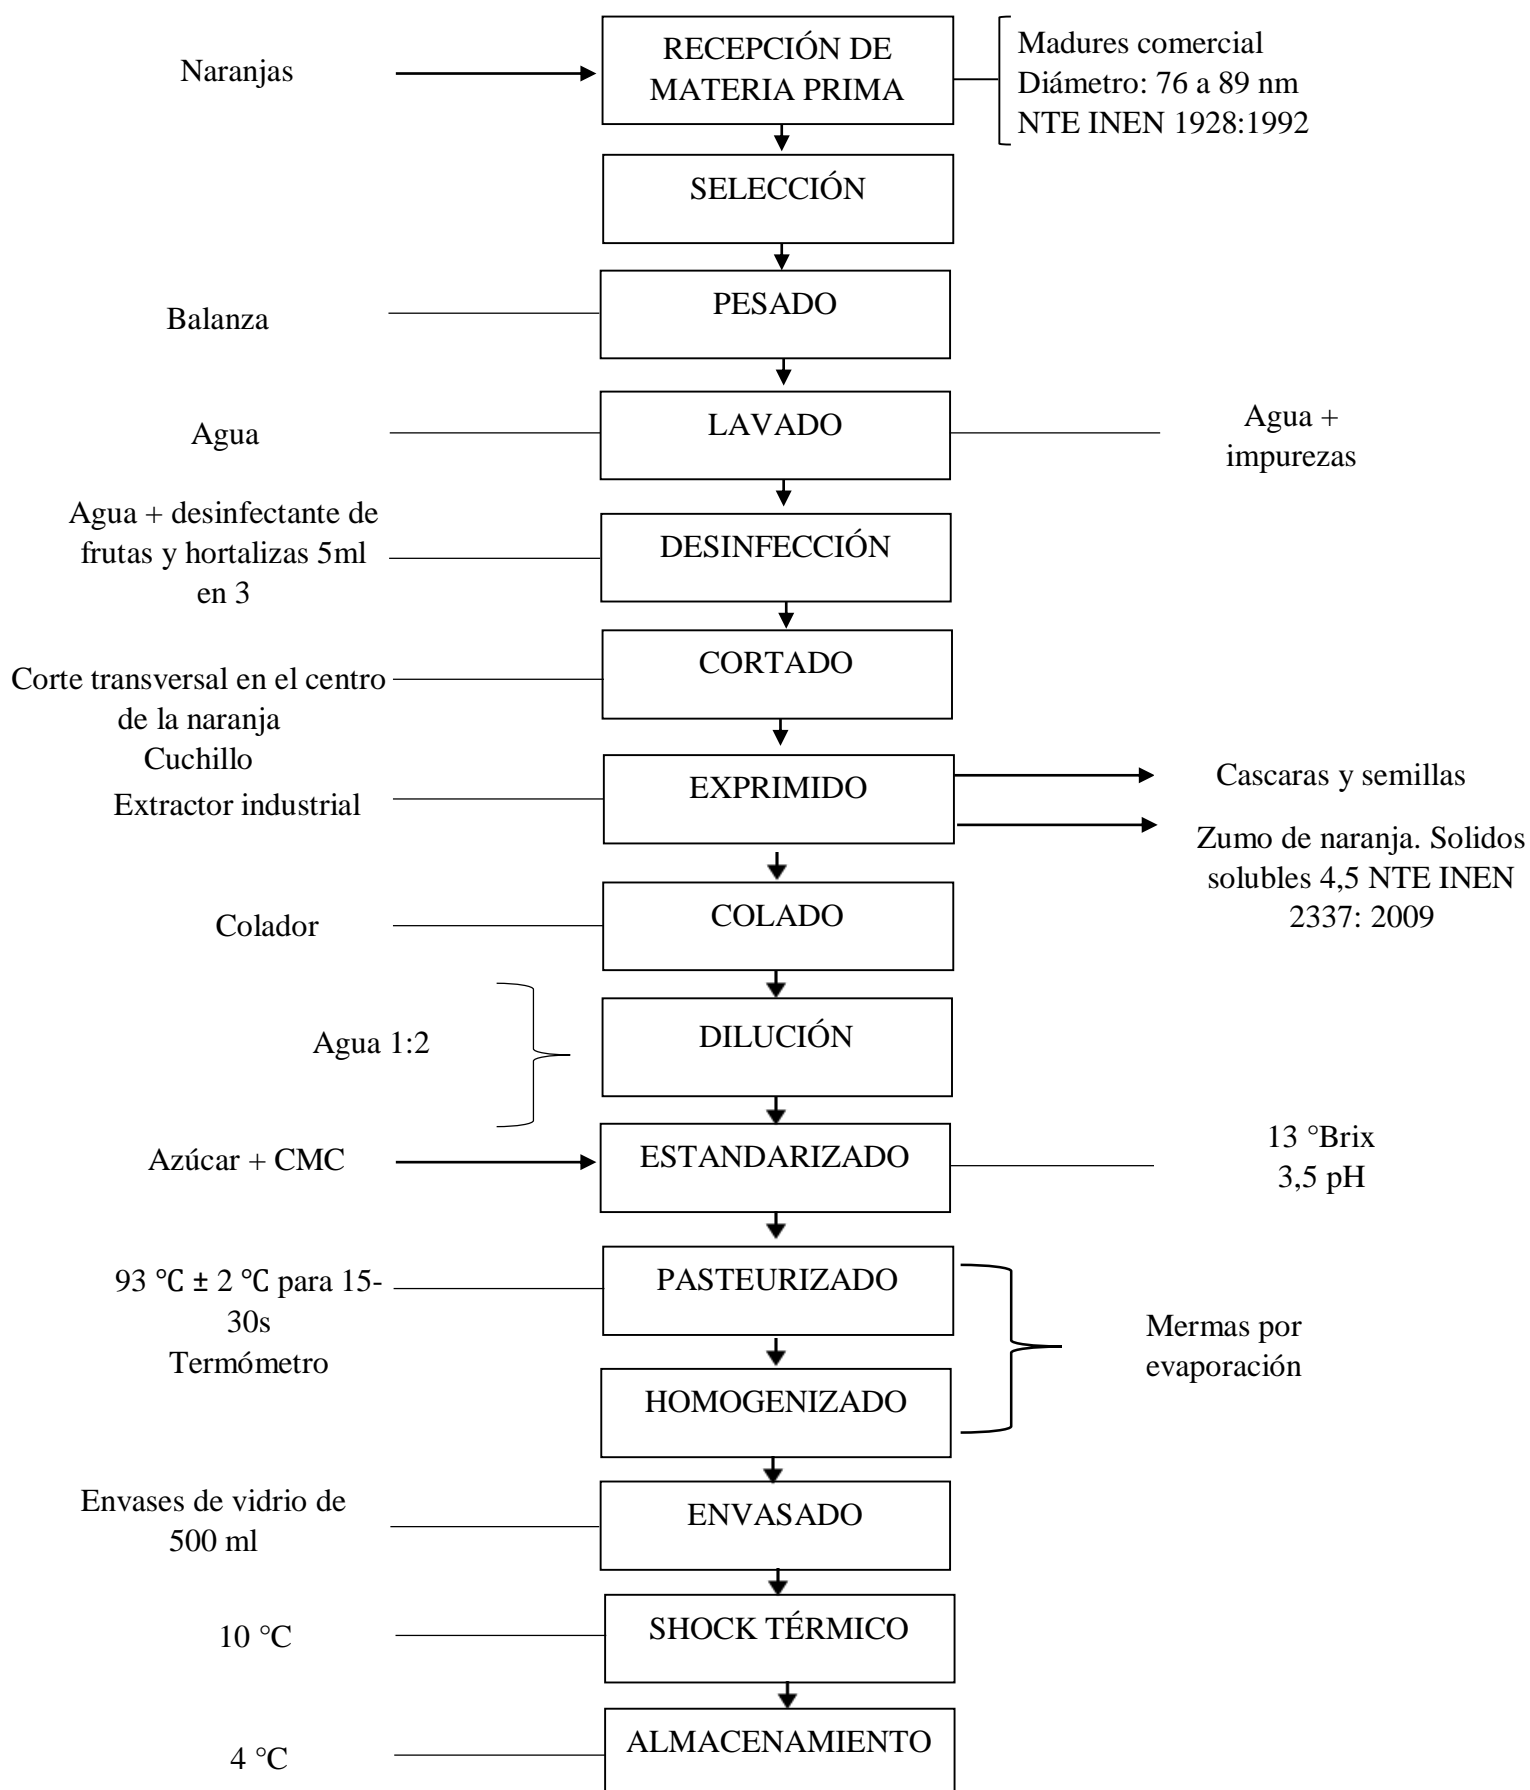 Naranjas
RECEPCIÓN DE
MATERIA PRIMA
Madures comercial
Diámetro: 76 a 89 nm
NTE INEN 1928:1992
SELECCIÓN
Balanza
PESADO
Agua
LAVADO
Agua +
impurezas
Agua + desinfectante de
frutas y hortalizas 5ml
en 3
DESINFECCIÓN
Corte transversal en el centro
de la naranja
Cuchillo
CORTADO
Extractor industrial
EXPRIMIDO
Cascaras y semillas
Zumo de naranja. Solidos
solubles 4,5 NTE INEN
2337: 2009
Colador
COLADO
Agua 1:2
DILUCIÓN
Azúcar + CMC
ESTANDARIZADO
13 °Brix
3,5 pH
93 ℃ ± 2 ℃ para 15-
30s
Termómetro
PASTEURIZADO
Mermas por
evaporación
HOMOGENIZADO
Envases de vidrio de
500 ml
ENVASADO
10 °C
SHOCK TÉRMICO
4 °C
ALMACENAMIENTO